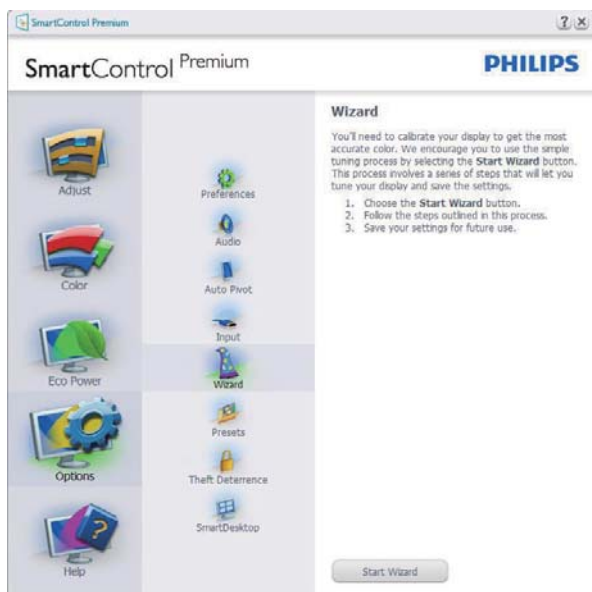 SmartControl Premium
SmartControl Premium
PHILIPS
Adjust
Color
Eco Power
Options
Help
Preferences
Audio
Auto Pivot
Input
Wizard
Presets
Theft Deterrence
SmartDesktop
Wizard
You'll need to calibrate your display to get the most
accurate color. We encourage you to use the simple
tuning process by selecting the Start Wizard button.
This process involves a series of steps that will let you
tune your display and save the settings.
1. Choose the Start Wizard button.
2. Follow the steps outlined in this process.
3. Save your settings for future use.
Start Wizard